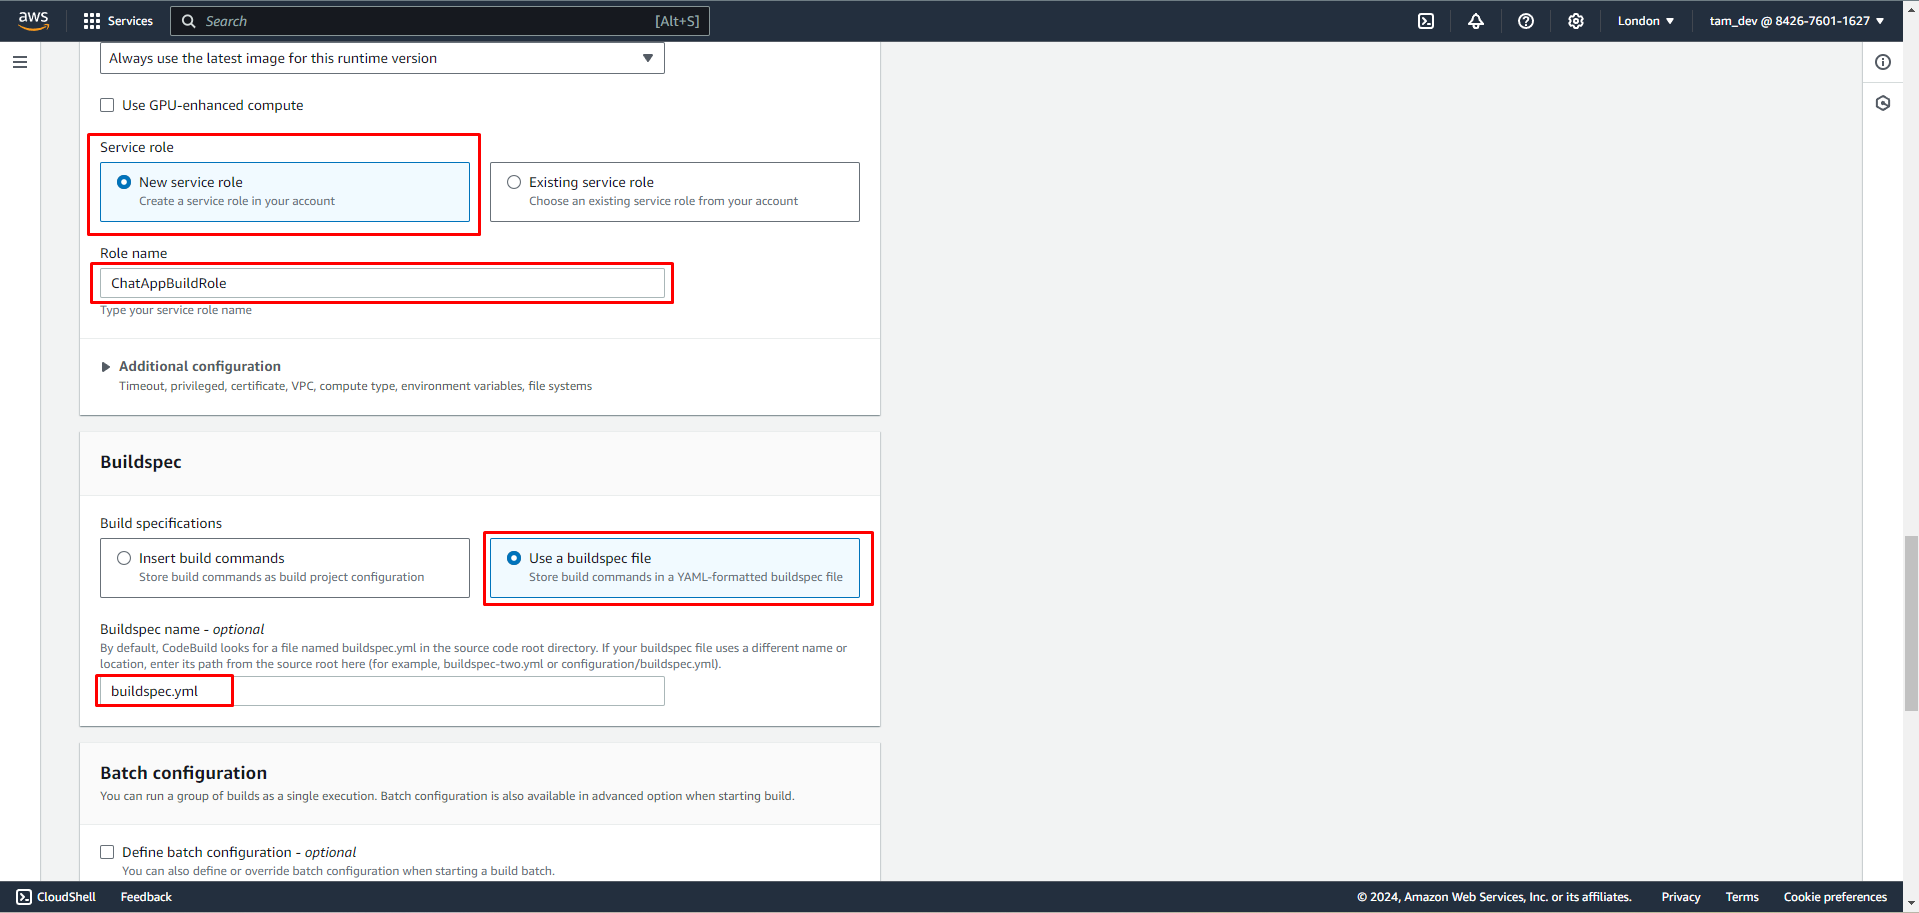 aws
Services
Search
[Alt+S]
London
tam_dev @ 8426-7601-1627
Always use the latest image for this runtime version
Use GPU-enhanced compute
Service role
New service role
Create a service role in your account
Existing service role
Choose an existing service role from your account
Role name
ChatAppBuildRole
Type your service role name
Additional configuration
Timeout, privileged, certificate, VPC, compute type, environment variables, file systems
Buildspec
Build specifications
Insert build commands
Store build commands as build project configuration
Use a buildspec file
Store build commands in a YAML-formatted buildspec file
Buildspec name - optional
By default, CodeBuild looks for a file named buildspec.yml in the source code root directory. If your buildspec file uses a different name or
location, enter its path from the source root here (for example, buildspec-two.yml or configuration/buildspec.yml).
buildspec.yml
Batch configuration
You can run a group of builds as a single execution. Batch configuration is also available in advanced option when starting build.
Define batch configuration - optional
You can also define or override batch configuration when starting a build batch.
CloudShell
Feedback
© 2024, Amazon Web Services, Inc. or its affiliates.
Privacy
Terms
Cookie preferences